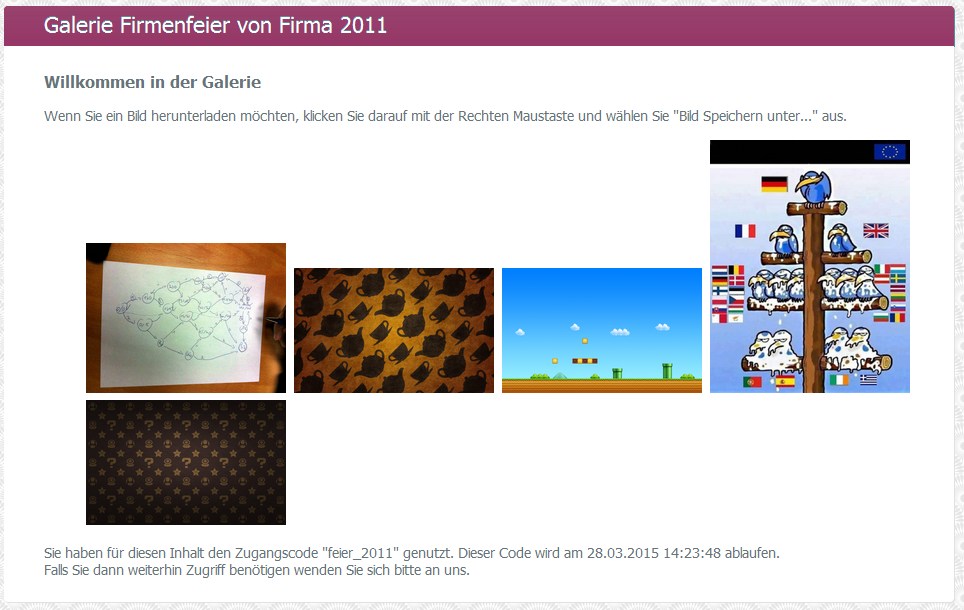 Galerie Firmenfeier von Firma 2011
Willkommen in der Galerie
Wenn Sie ein Bild herunterladen möchten, klicken Sie darauf mit der Rechten Maustaste und wählen Sie "Bild Speichern unter..." aus.
Sie haben für diesen Inhalt den Zugangscode "feier_2011" genutzt. Dieser Code wird am 28.03.2015 14:23:48 ablaufen.
Falls Sie dann weiterhin Zugriff benötigen wenden Sie sich bitte an uns.